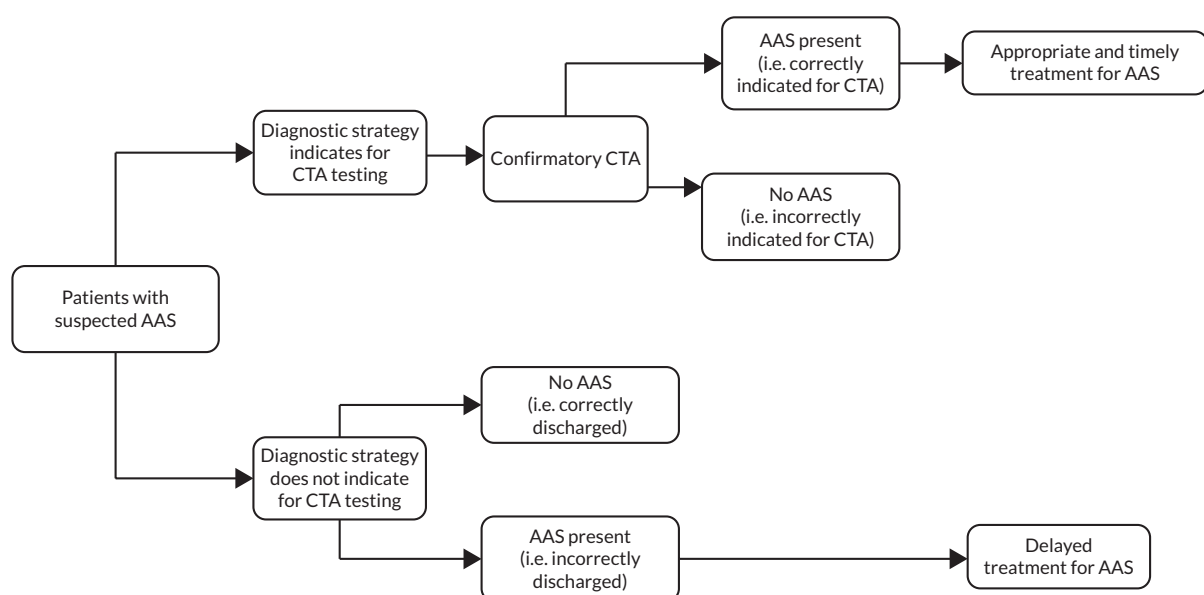 AAS present
(i.e. correctly
indicated for CTA)
Appropriate and timely
treatment for AAS
Diagnostic strategy
indicates for
CTA testing
Confirmatory CTA
No AAS
(i.e. incorrectly
indicated for CTA)
Patients with
suspected AAS
No AAS
(i.e. correctly
discharged)
Diagnostic strategy
does not indicate
for CTA testing
AAS present
(i.e. incorrectly
discharged)
Delayed
treatment for AAS